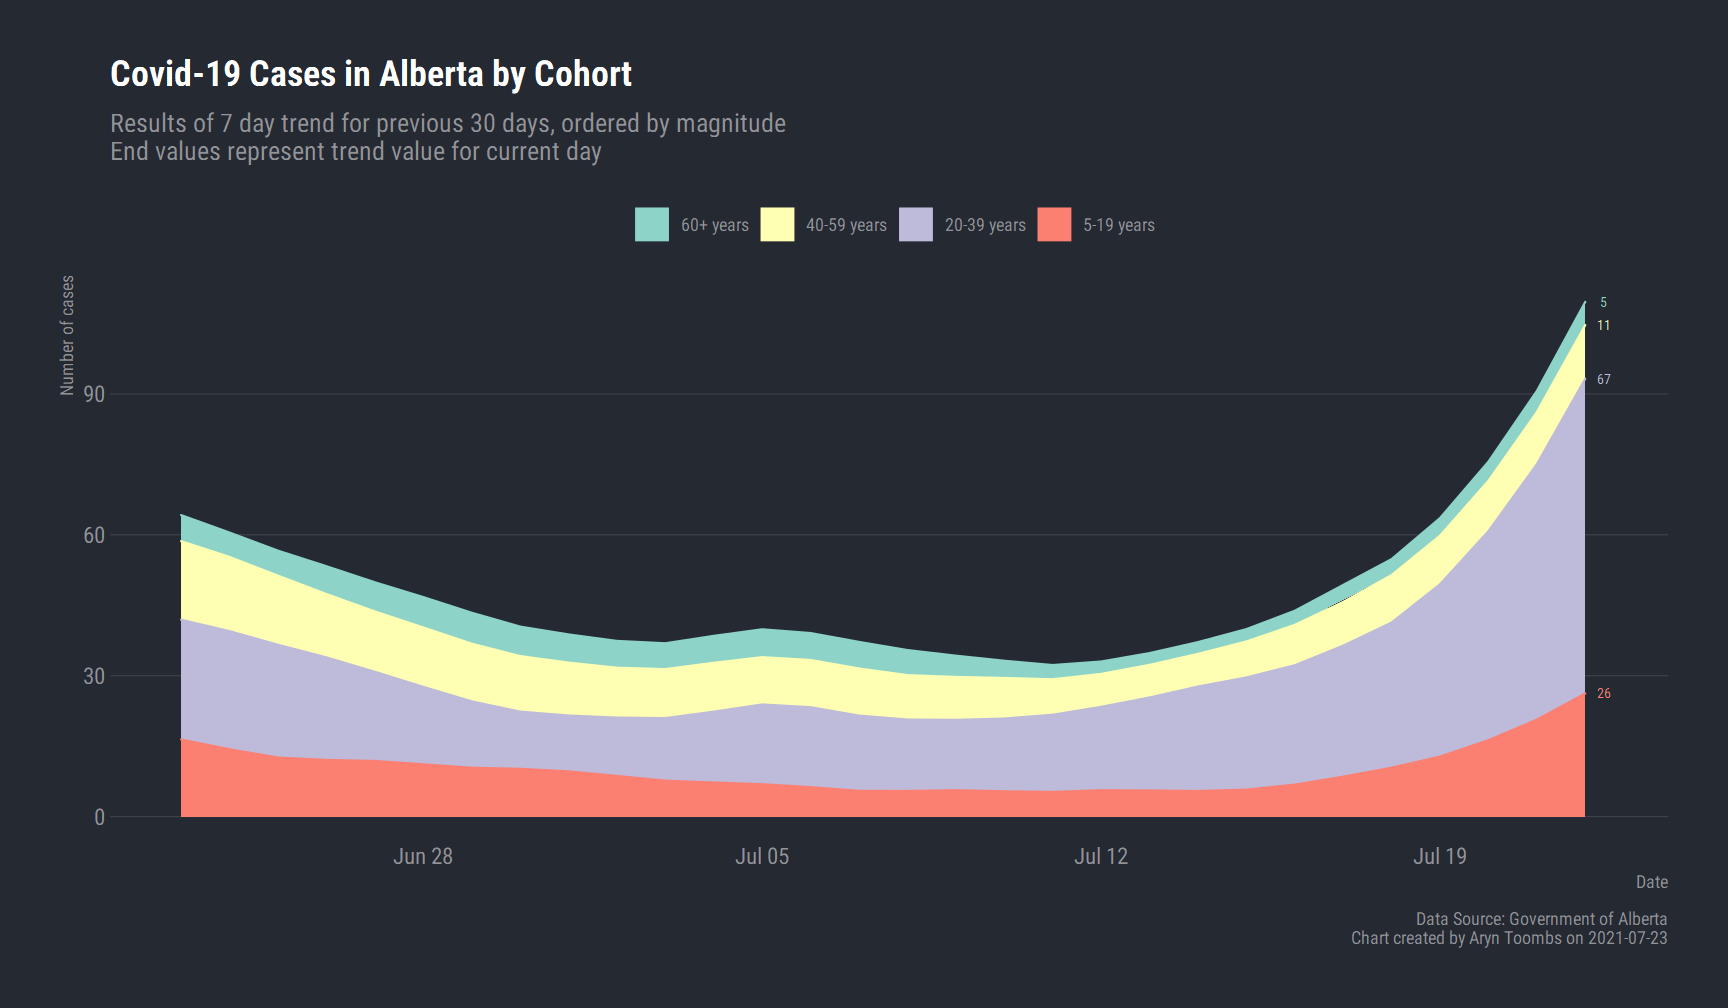 Covid-19 Cases in Alberta by Cohort
Results of 7 day trend for previous 30 days, ordered by magnitude
End values represent trend value for current day
60+ years
40-59 years
20-39 years
5-19 years
Number of cases
90
60
30
0
5
11
67
26
Jun 28
Jul 05
Jul 12
Jul 19
Date
Data Source: Government of Alberta
Chart created by Aryn Toombs on 2021-07-23